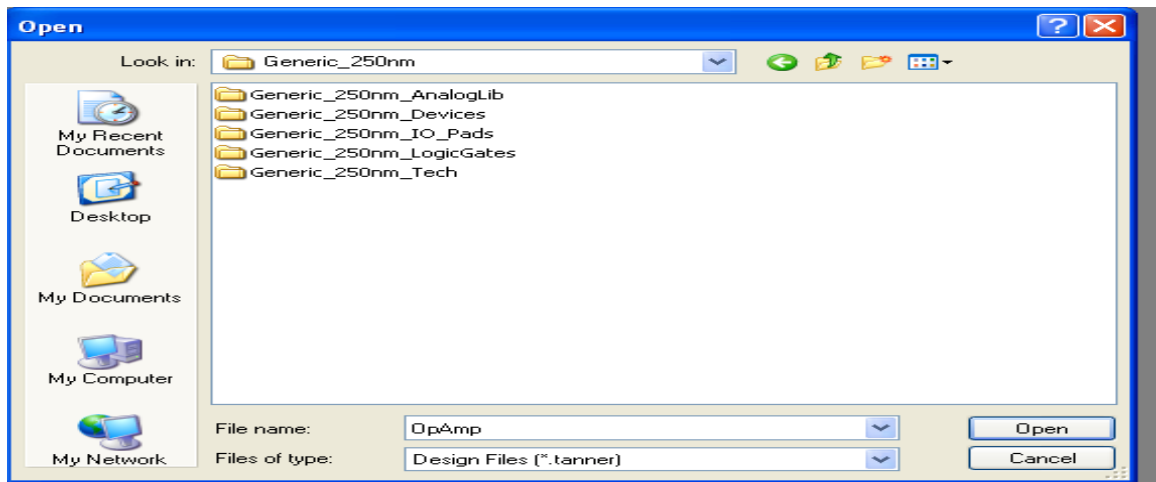 Open
Look in: Generic_250nm
Generic_250nm_AnalogLib
Generic_250nm_Devices
Generic_250nm_IO_Pads
Generic_250nm_LogicGates
Generic_250nm_Tech
My Recent
Documents
Desktop
My Documents
My Computer
My Network
File name: OpAmp Open
Files of type: Design Files (*.tanner) Cancel